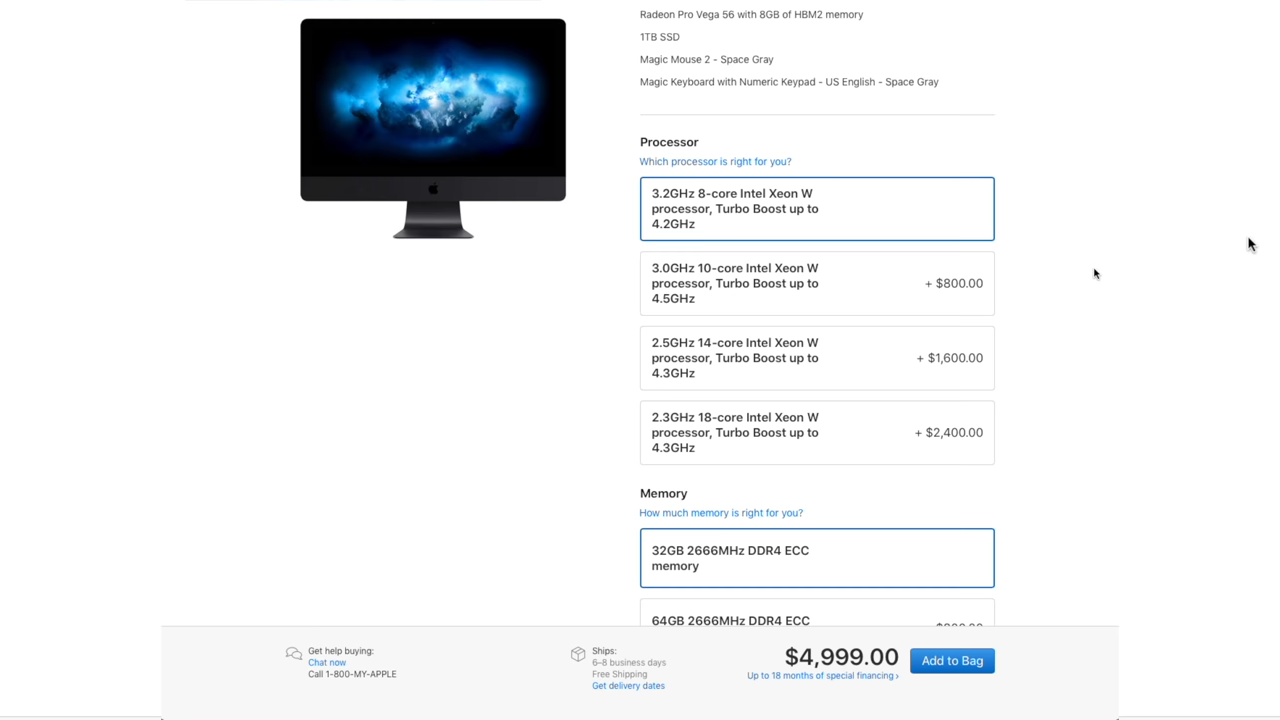 Radeon Pro Vega 56 with 8GB of HBM2 memory
1TB SSD
Magic Mouse 2 - Space Gray
Magic Keyboard with Numeric Keypad - US English - Space Gray
Processor
Which processor is right for you?
3.2GHz 8-core Intel Xeon W
processor, Turbo Boost up to
4.2GHz
3.0GHz 10-core Intel Xeon W
processor, Turbo Boost up to
4.5GHz
+ $800.00
2.5GHz 14-core Intel Xeon W
processor, Turbo Boost up to
4.3GHz
+ $1,600.00
2.3GHz 18-core Intel Xeon W
processor, Turbo Boost up to
4.3GHz
+ $2,400.00
Memory
How much memory is right for you?
32GB 2666MHz DDR4 ECC
memory
64GB 2666MHz DDR4 ECC
Get help buying:
Chat now
Call 1-800-MY-APPLE
Ships:
6–8 business days
Free Shipping
Get delivery dates
$4,999.00
Up to 18 months of special financing ›
Add to Bag